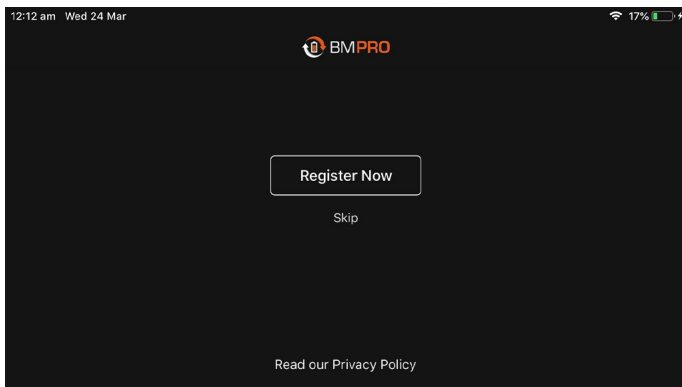 12:12 am Wed 24 Mar 17%
BMPRO
Register Now
Skip
Read our Privacy Policy